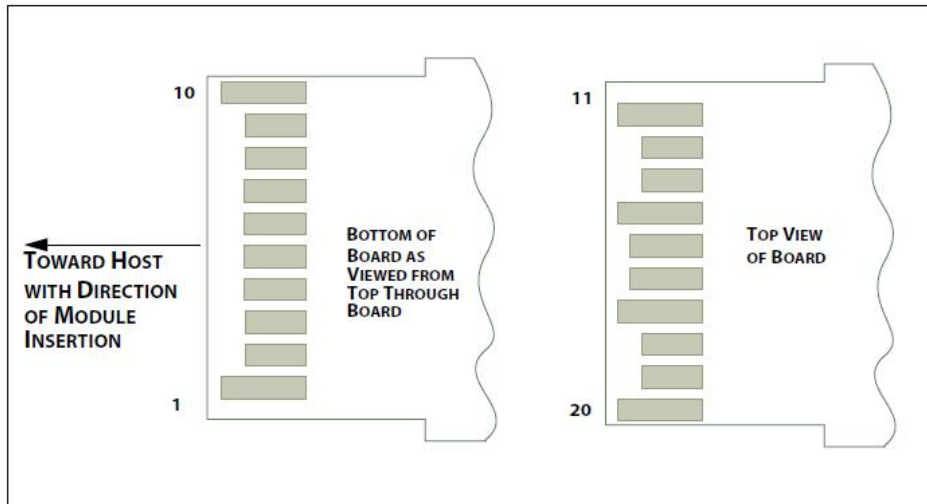 10
1
TOWARD HOST
WITH DIRECTION
OF MODULE
INSERTION
BOTTOM OF
BOARD AS
VIEWED FROM
TOP THROUGH
BOARD
11
20
TOP VIEW
OF BOARD